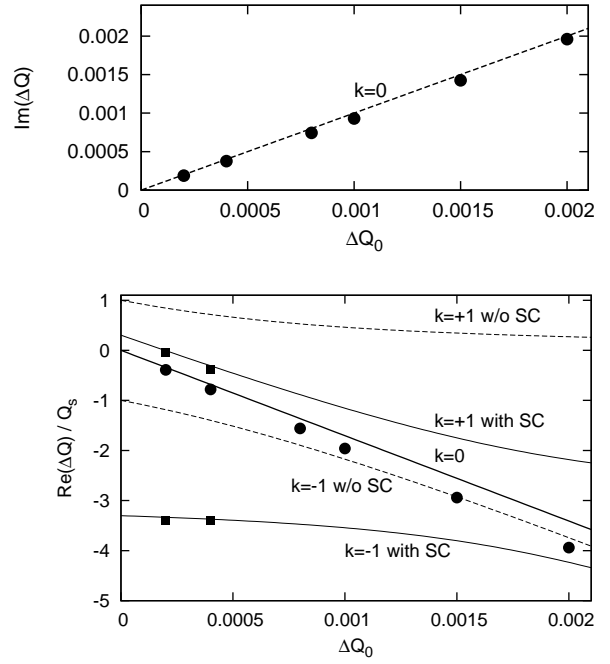 0.002
0.0015
0.001
0.0005
0
Im(ΔQ)
k=0
0 0.0005 0.001 0.0015 0.002
ΔQ₀
1
0
-1
-2
-3
-4
-5
Re(ΔQ) / Qₛ
k=+1 w/o SC
k=+1 with SC
k=0
k=-1 w/o SC
k=-1 with SC
0 0.0005 0.001 0.0015 0.002
ΔQ₀